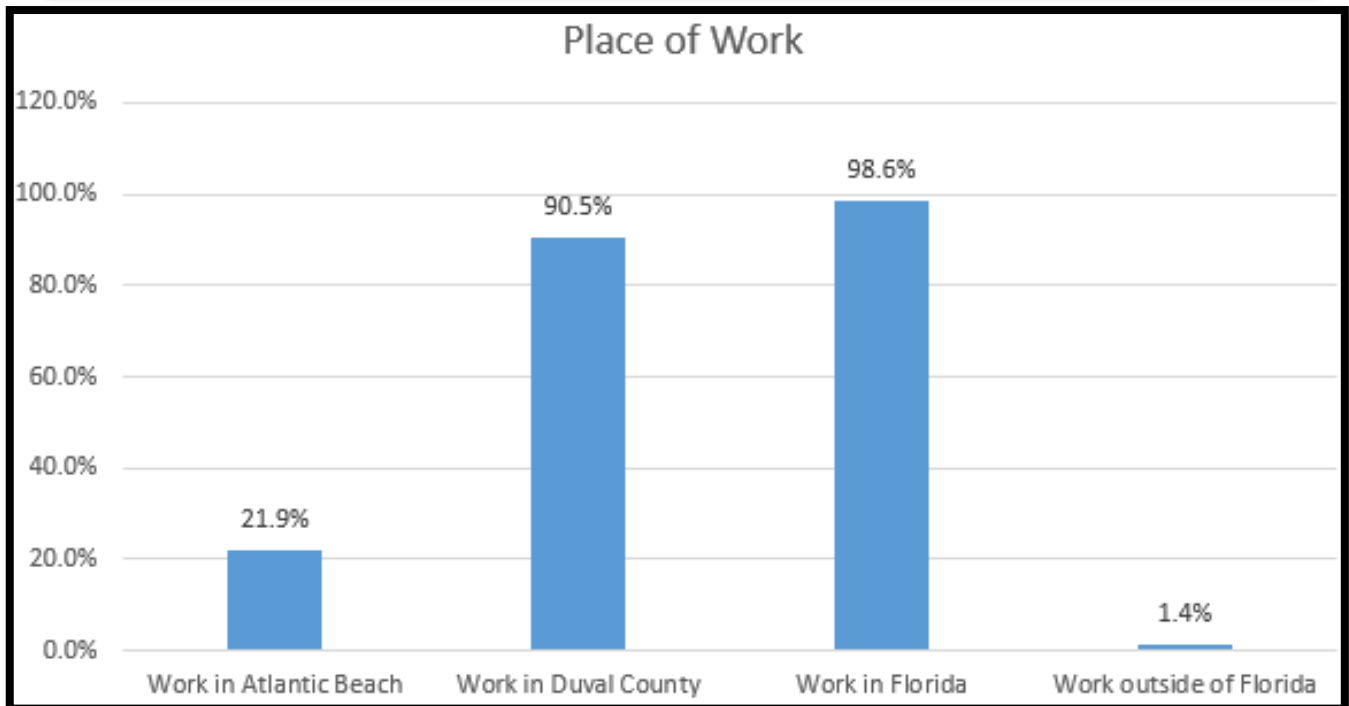 Place of Work
120.0%
100.0%
80.0%
60.0%
40.0%
20.0%
0.0%
21.9%
90.5%
98.6%
1.4%
Work in Atlantic Beach
Work in Duval County
Work in Florida
Work outside of Florida